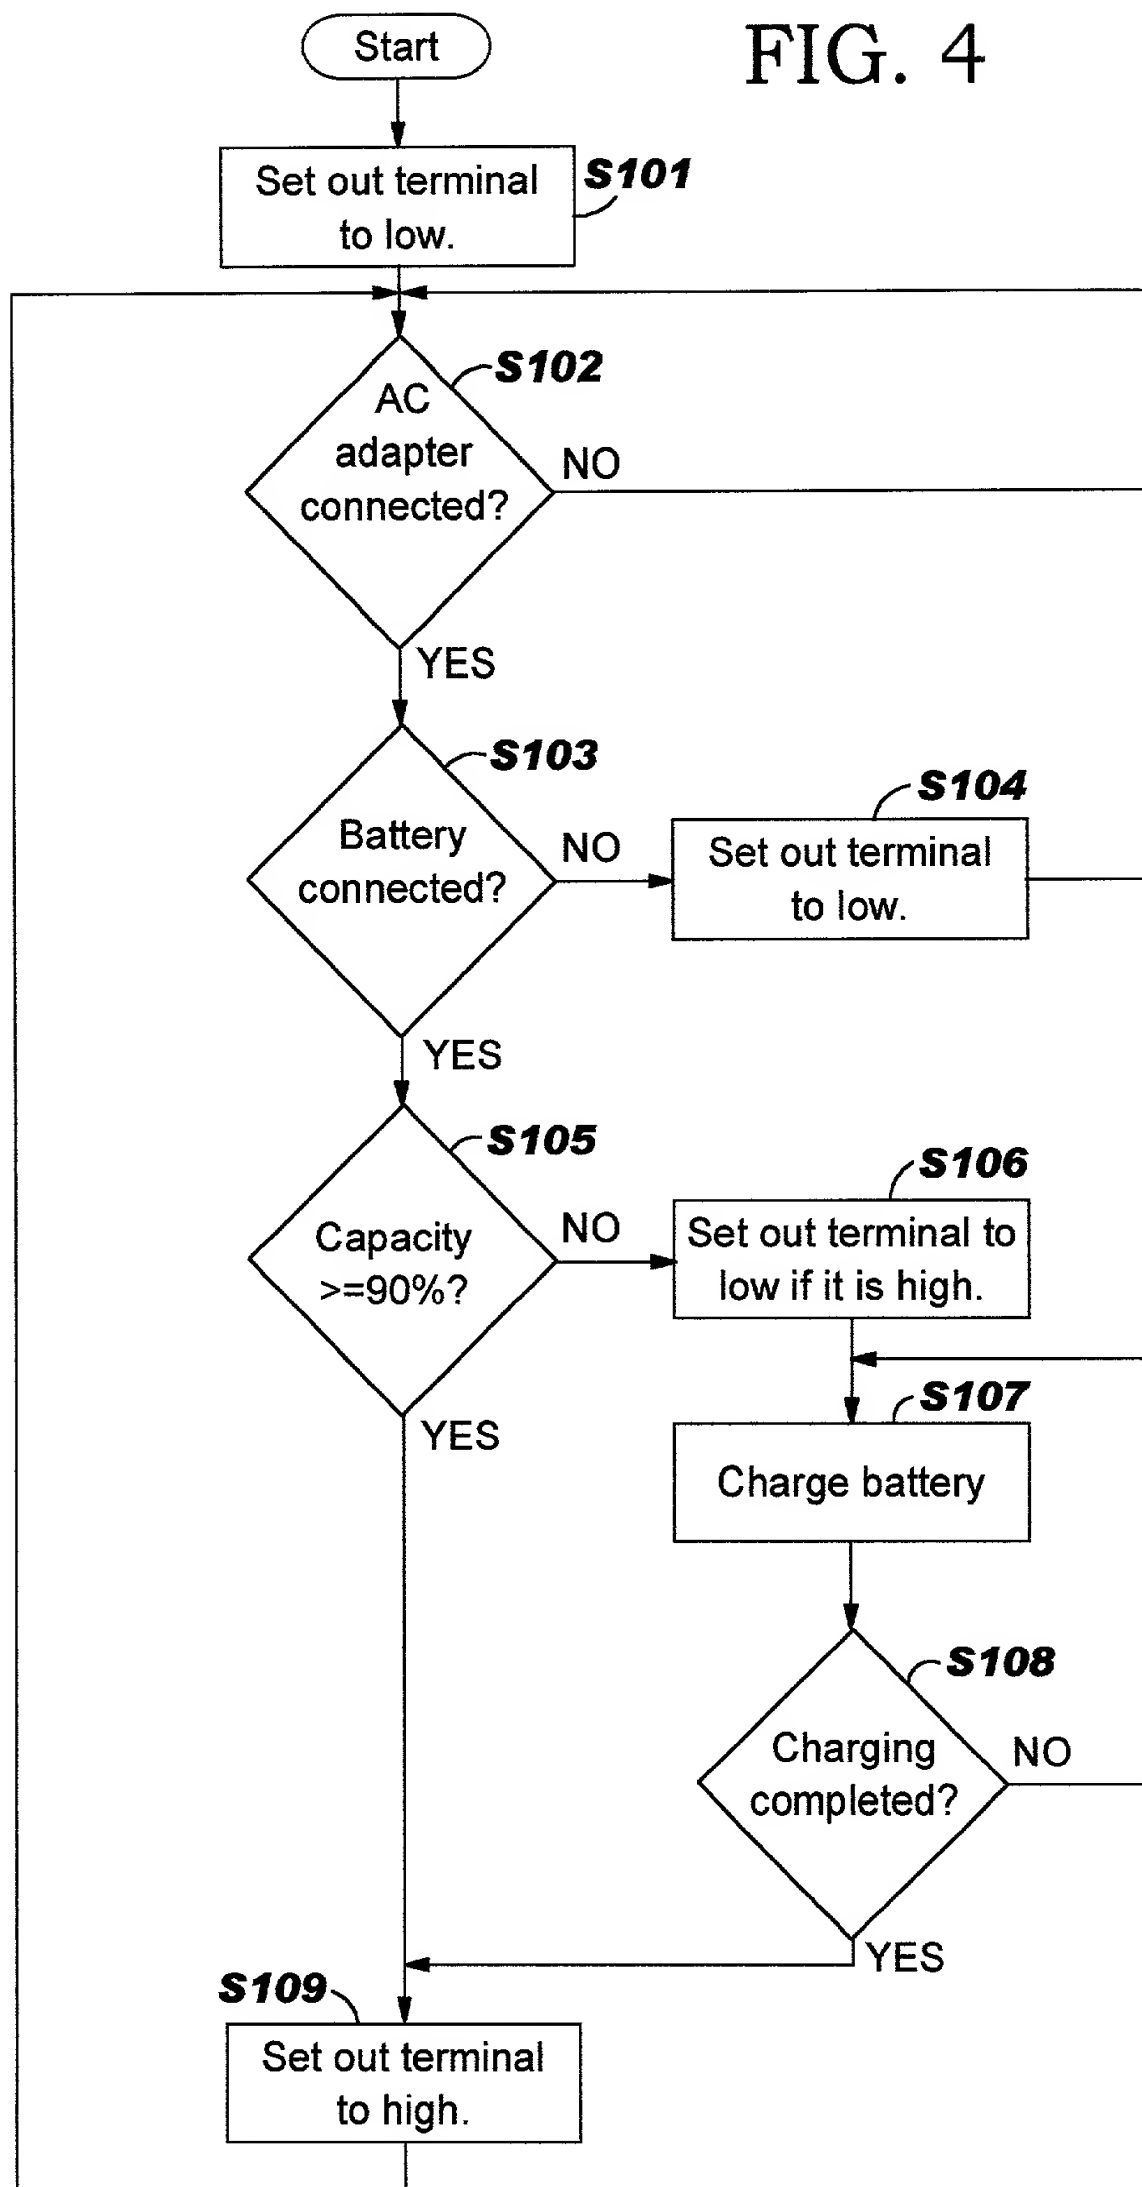 Start
FIG. 4
Set out terminal
to low.
S101
S102
AC
adapter
connected?
NO
YES
S103
Battery
connected?
NO
S104
Set out terminal
to low.
YES
S105
Capacity
>=90%?
NO
S106
Set out terminal to
low if it is high.
YES
S107
Charge battery
S108
Charging
completed?
NO
YES
S109
Set out terminal
to high.